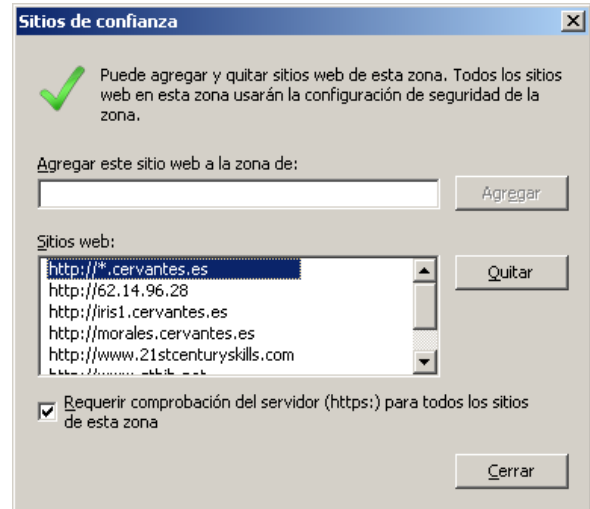 Sitios de confianza
Puede agregar y quitar sitios web de esta zona. Todos los sitios
web en esta zona usarán la configuración de seguridad de la
zona.
Agregar este sitio web a la zona de:
Agregar
Sitios web:
http://*.cervantes.es
Quitar
http://62.14.96.28
http://iris1.cervantes.es
http://morales.cervantes.es
http://www.21stcenturyskills.com
Requerir comprobación del servidor (https:) para todos los sitios
de esta zona
Cerrar